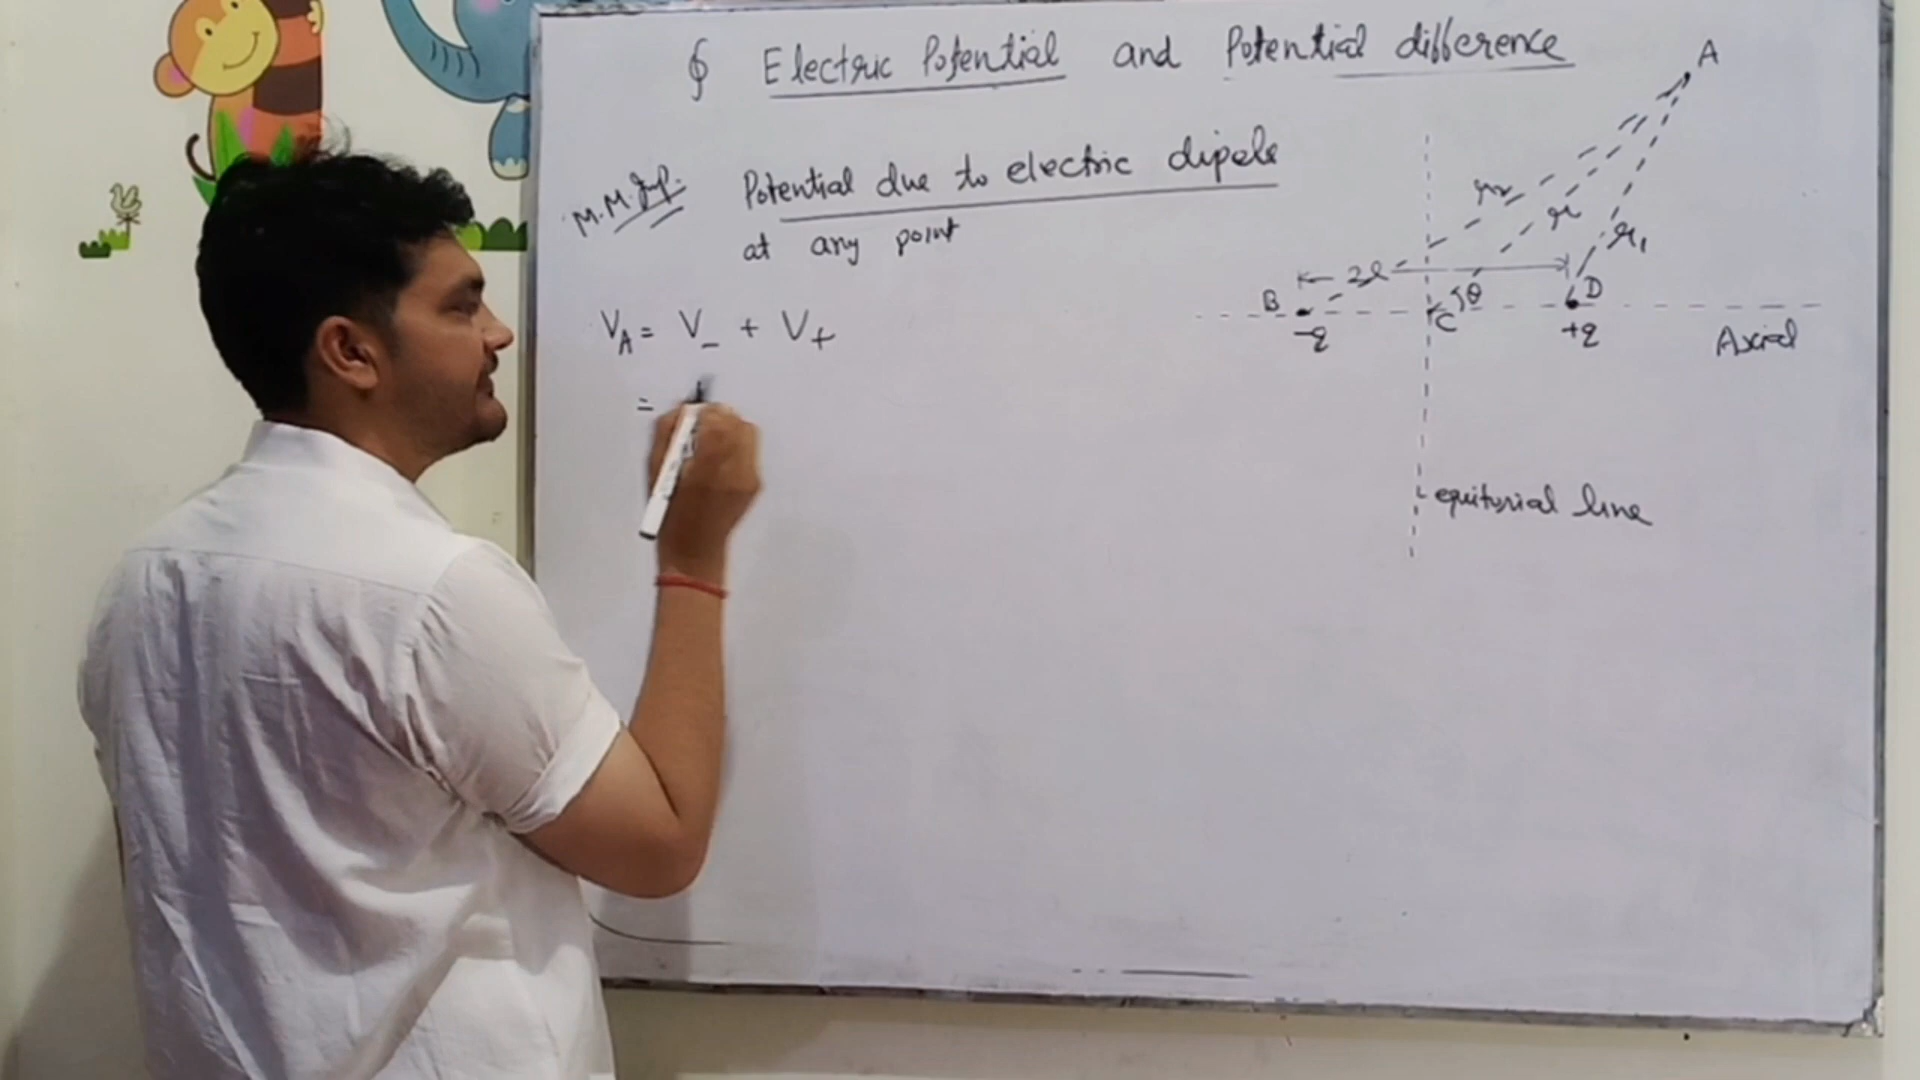 ∮ Electric Potential and Potential difference
M.M. Imp. Potential due to electric dipole
at any point
V_A = V_- + V_+
=
A
r₂
r
r₁
2l
B
C
θ
D
-q
+q
Axial
equitorial line